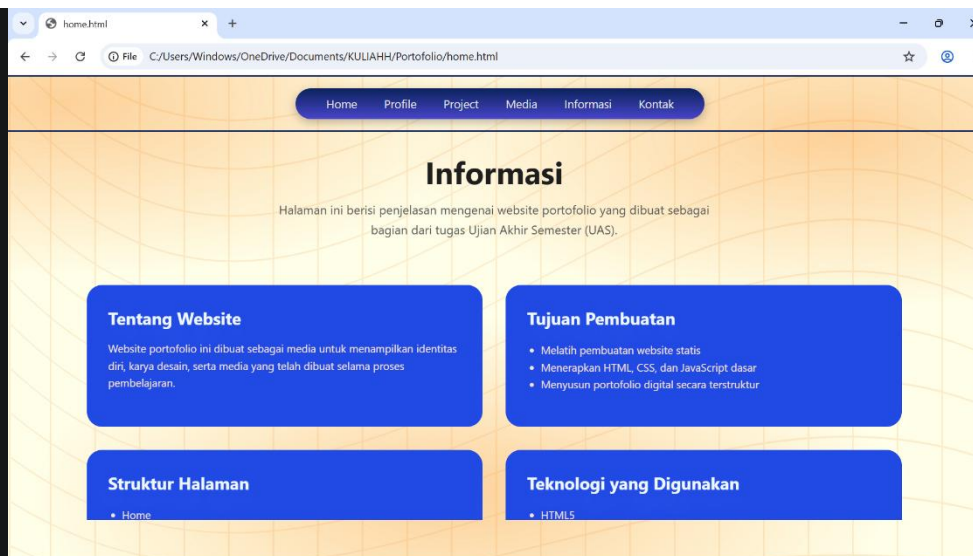 home.html
File C:/Users/Windows/OneDrive/Documents/KULIAHH/Portofolio/home.html
Home Profile Project Media Informasi Kontak
Informasi
Halaman ini berisi penjelasan mengenai website portofolio yang dibuat sebagai
bagian dari tugas Ujian Akhir Semester (UAS).
Tentang Website
Website portofolio ini dibuat sebagai media untuk menampilkan identitas
diri, karya desain, serta media yang telah dibuat selama proses
pembelajaran.
Tujuan Pembuatan
• Melatih pembuatan website statis
• Menerapkan HTML, CSS, dan JavaScript dasar
• Menyusun portofolio digital secara terstruktur
Struktur Halaman
• Home
Teknologi yang Digunakan
• HTML5